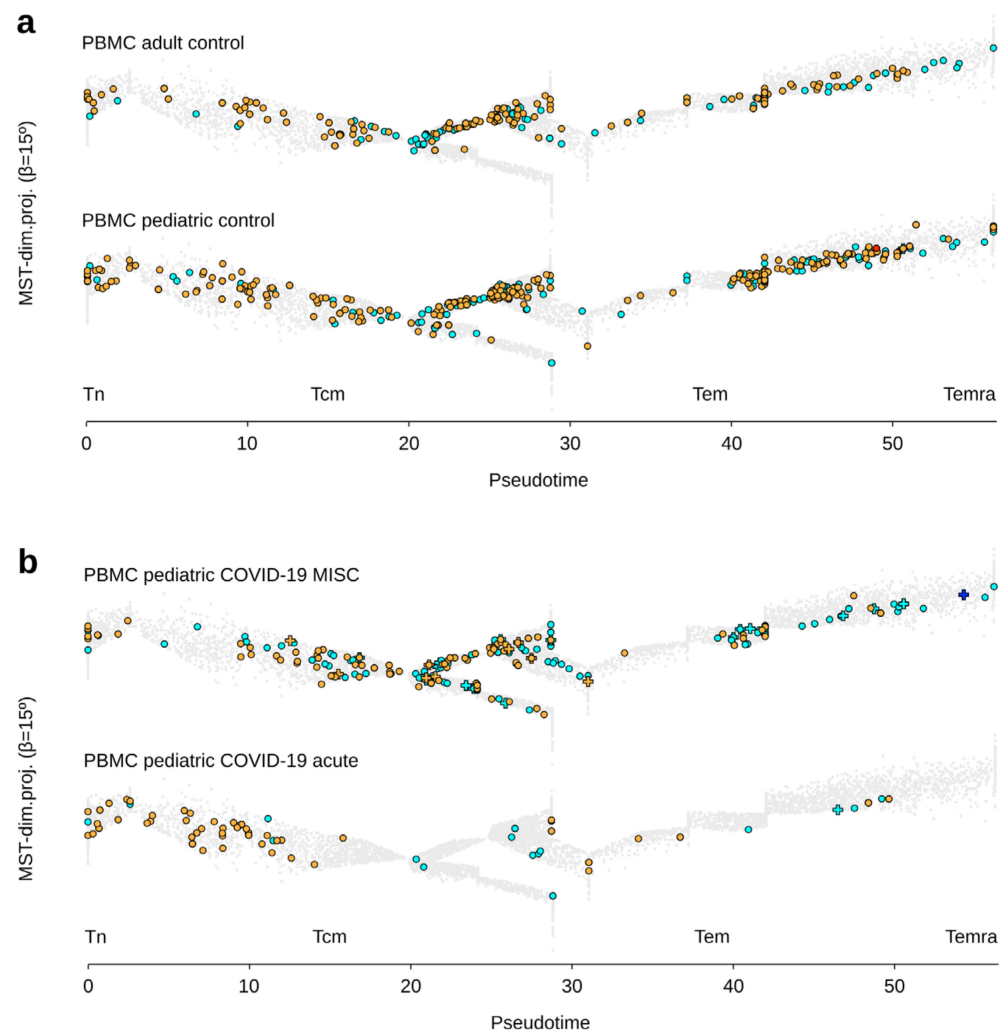 a
PBMC adult control
MST-dim.proj. (β=15º)
PBMC pediatric control
Tn Tcm Tem Temra
0 10 20 30 40 50
Pseudotime
b
PBMC pediatric COVID-19 MISC
MST-dim.proj. (β=15º)
PBMC pediatric COVID-19 acute
Tn Tcm Tem Temra
0 10 20 30 40 50
Pseudotime